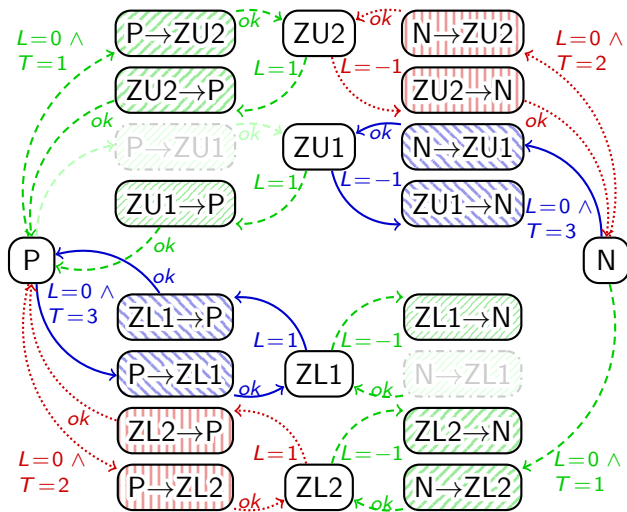 P→ZU2 ok ZU2 ok N→ZU2
L=0 ∧
T=1
L=0 ∧
T=2
ZU2→P L=1 L=−1 ZU2→N
ok ok
P→ZU1 ok ZU1 ok N→ZU1
ZU1→P L=1 L=−1 ZU1→N
L=0 ∧
T=3
ok
P N
ok
L=0 ∧
T=3
ZL1→P L=1 L=−1 ZL1→N
P→ZL1 ok ZL1 ok N→ZL1
ok
ZL2→P L=1 L=−1 ZL2→N
L=0 ∧
T=2
L=0 ∧
T=1
P→ZL2 ok ZL2 ok N→ZL2